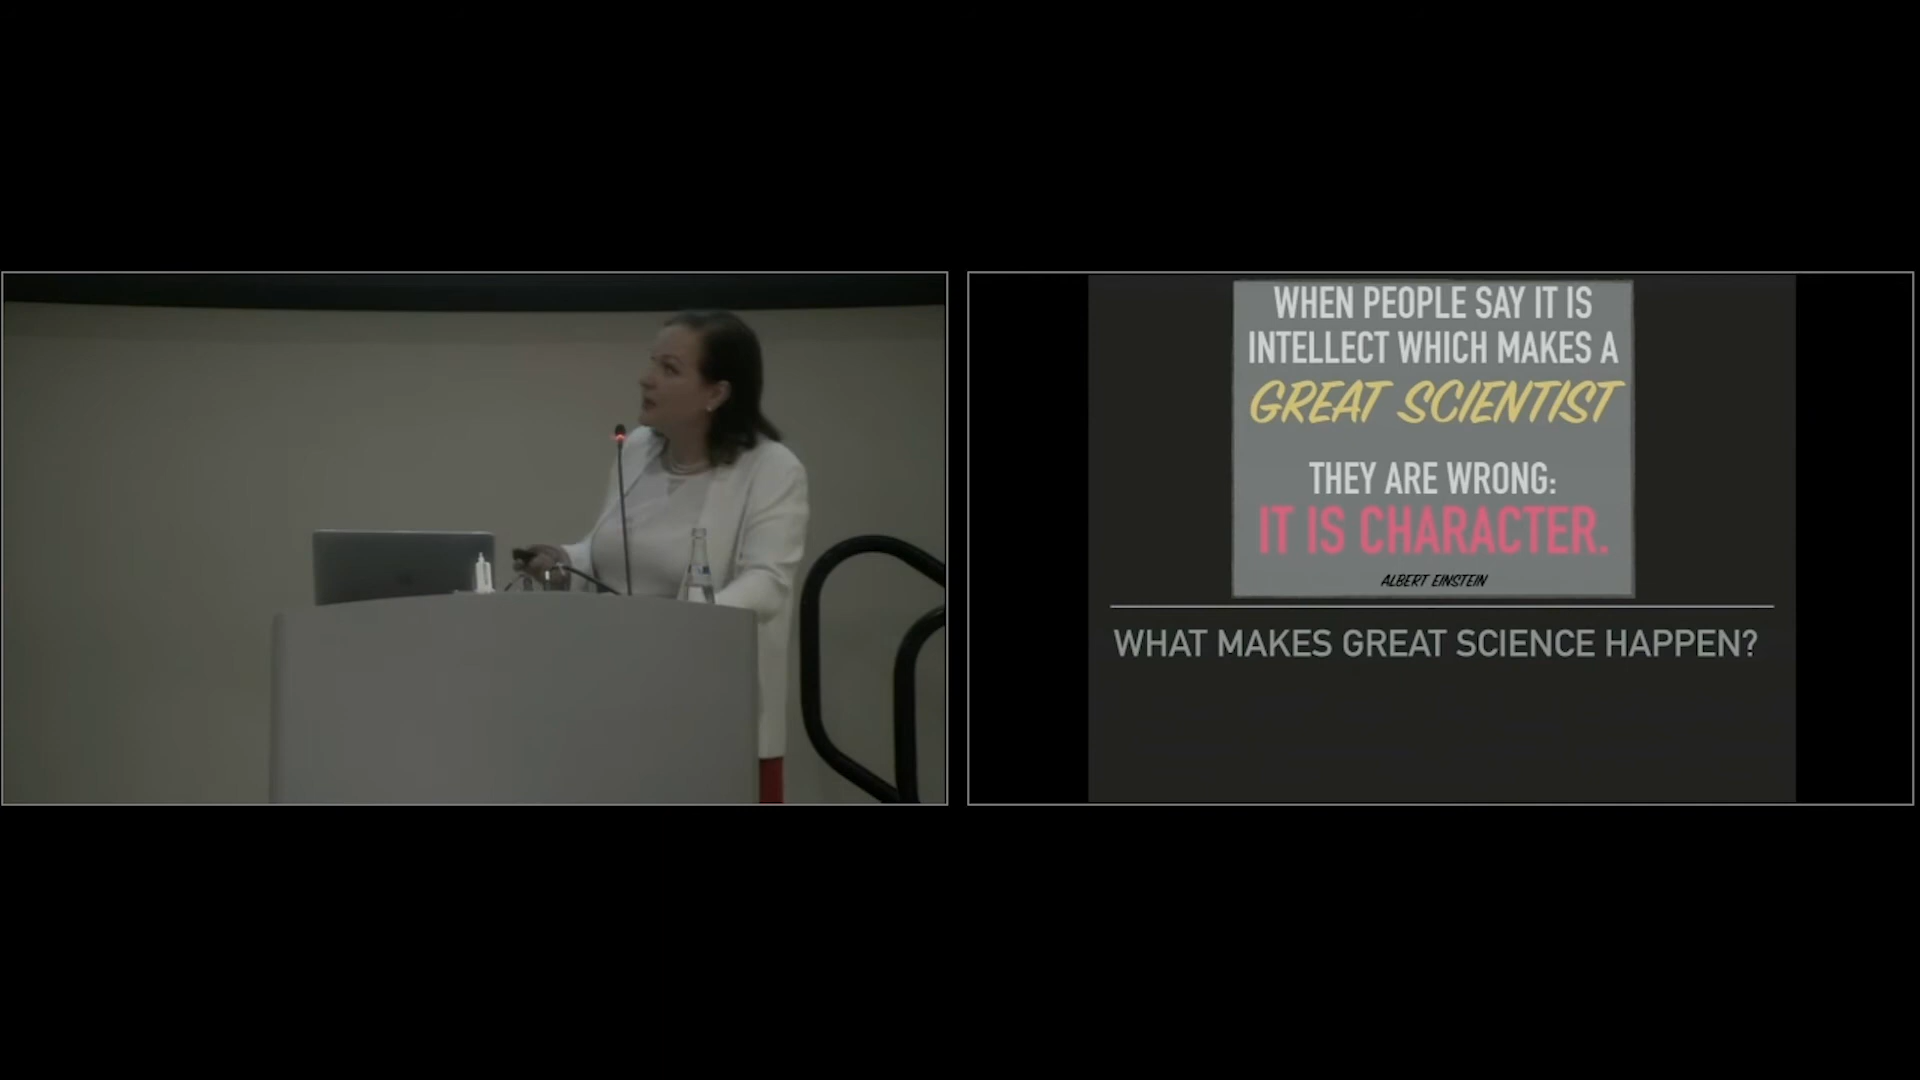 WHEN PEOPLE SAY IT IS
INTELLECT WHICH MAKES A
GREAT SCIENTIST
THEY ARE WRONG:
IT IS CHARACTER.
ALBERT EINSTEIN
WHAT MAKES GREAT SCIENCE HAPPEN?